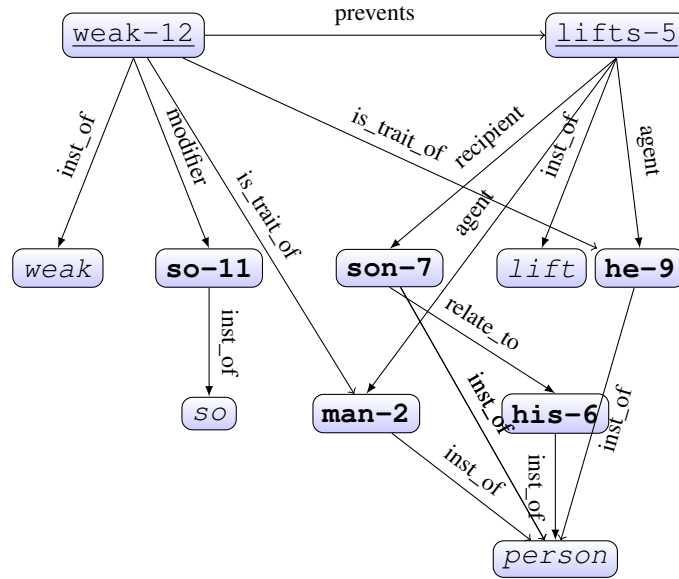 prevents
weak-12
lifts-5
inst_of
modifier
is_trait_of
is_trait_of
recipient
agent
inst_of
agent
weak
so-11
son-7
lift
he-9
inst_of
relate_to
so
man-2
inst_of
his-6
inst_of
inst_of
inst_of
person